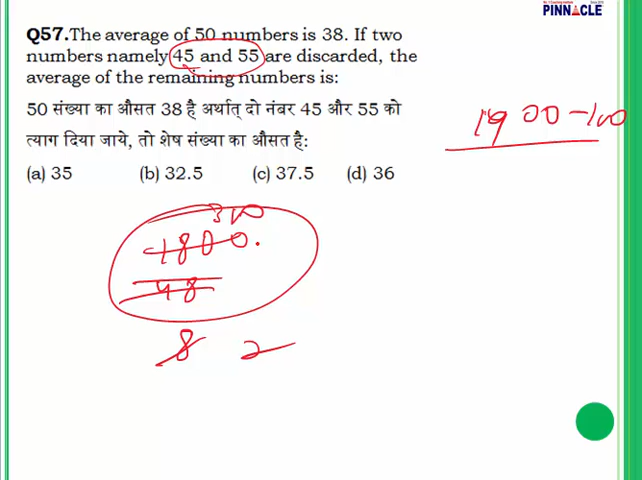 PINNACLE
Q57.The average of 50 numbers is 38. If two
numbers namely 45 and 55 are discarded, the
average of the remaining numbers is:
50 संख्या का औसत 38 है अर्थात् दो नंबर 45 और 55 को
त्याग दिया जाये, तो शेष संख्या का औसत है:
(a) 35 (b) 32.5 (c) 37.5 (d) 36
1900-100
1800.
48
8 2